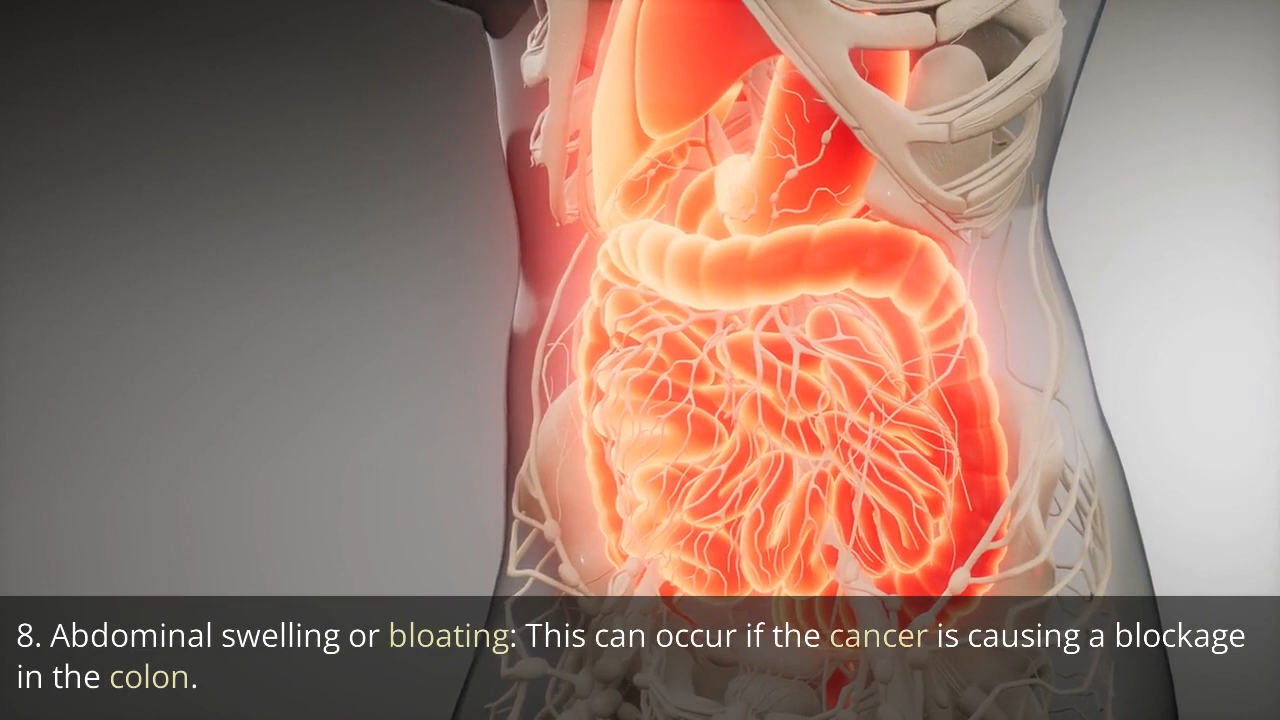 8. Abdominal swelling or bloating: This can occur if the cancer is causing a blockage
in the colon.